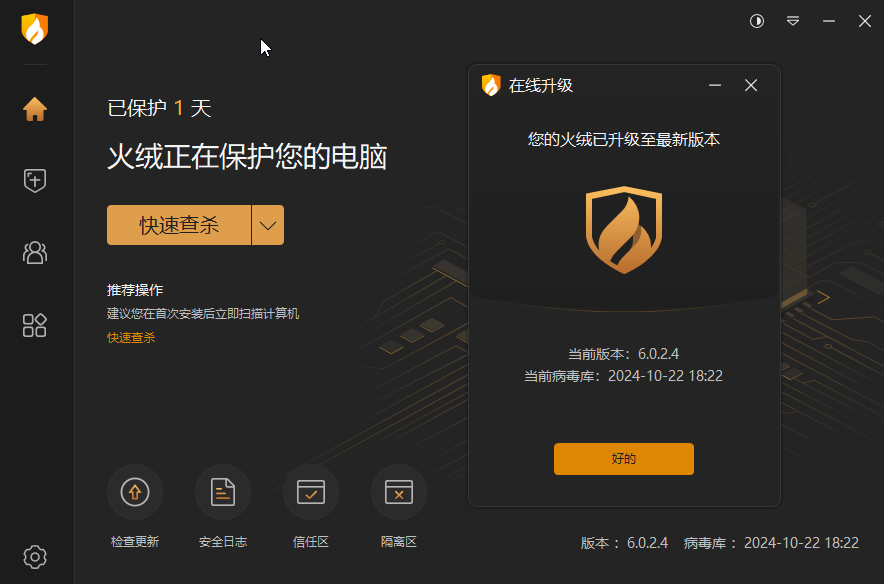 已保护 1 天
火绒正在保护您的电脑
快速查杀
推荐操作
建议您在首次安装后立即扫描计算机
快速查杀
在线升级
您的火绒已升级至最新版本
当前版本：6.0.2.4
当前病毒库：2024-10-22 18:22
好的
检查更新
安全日志
信任区
隔离区
版本： 6.0.2.4 病毒库： 2024-10-22 18:22